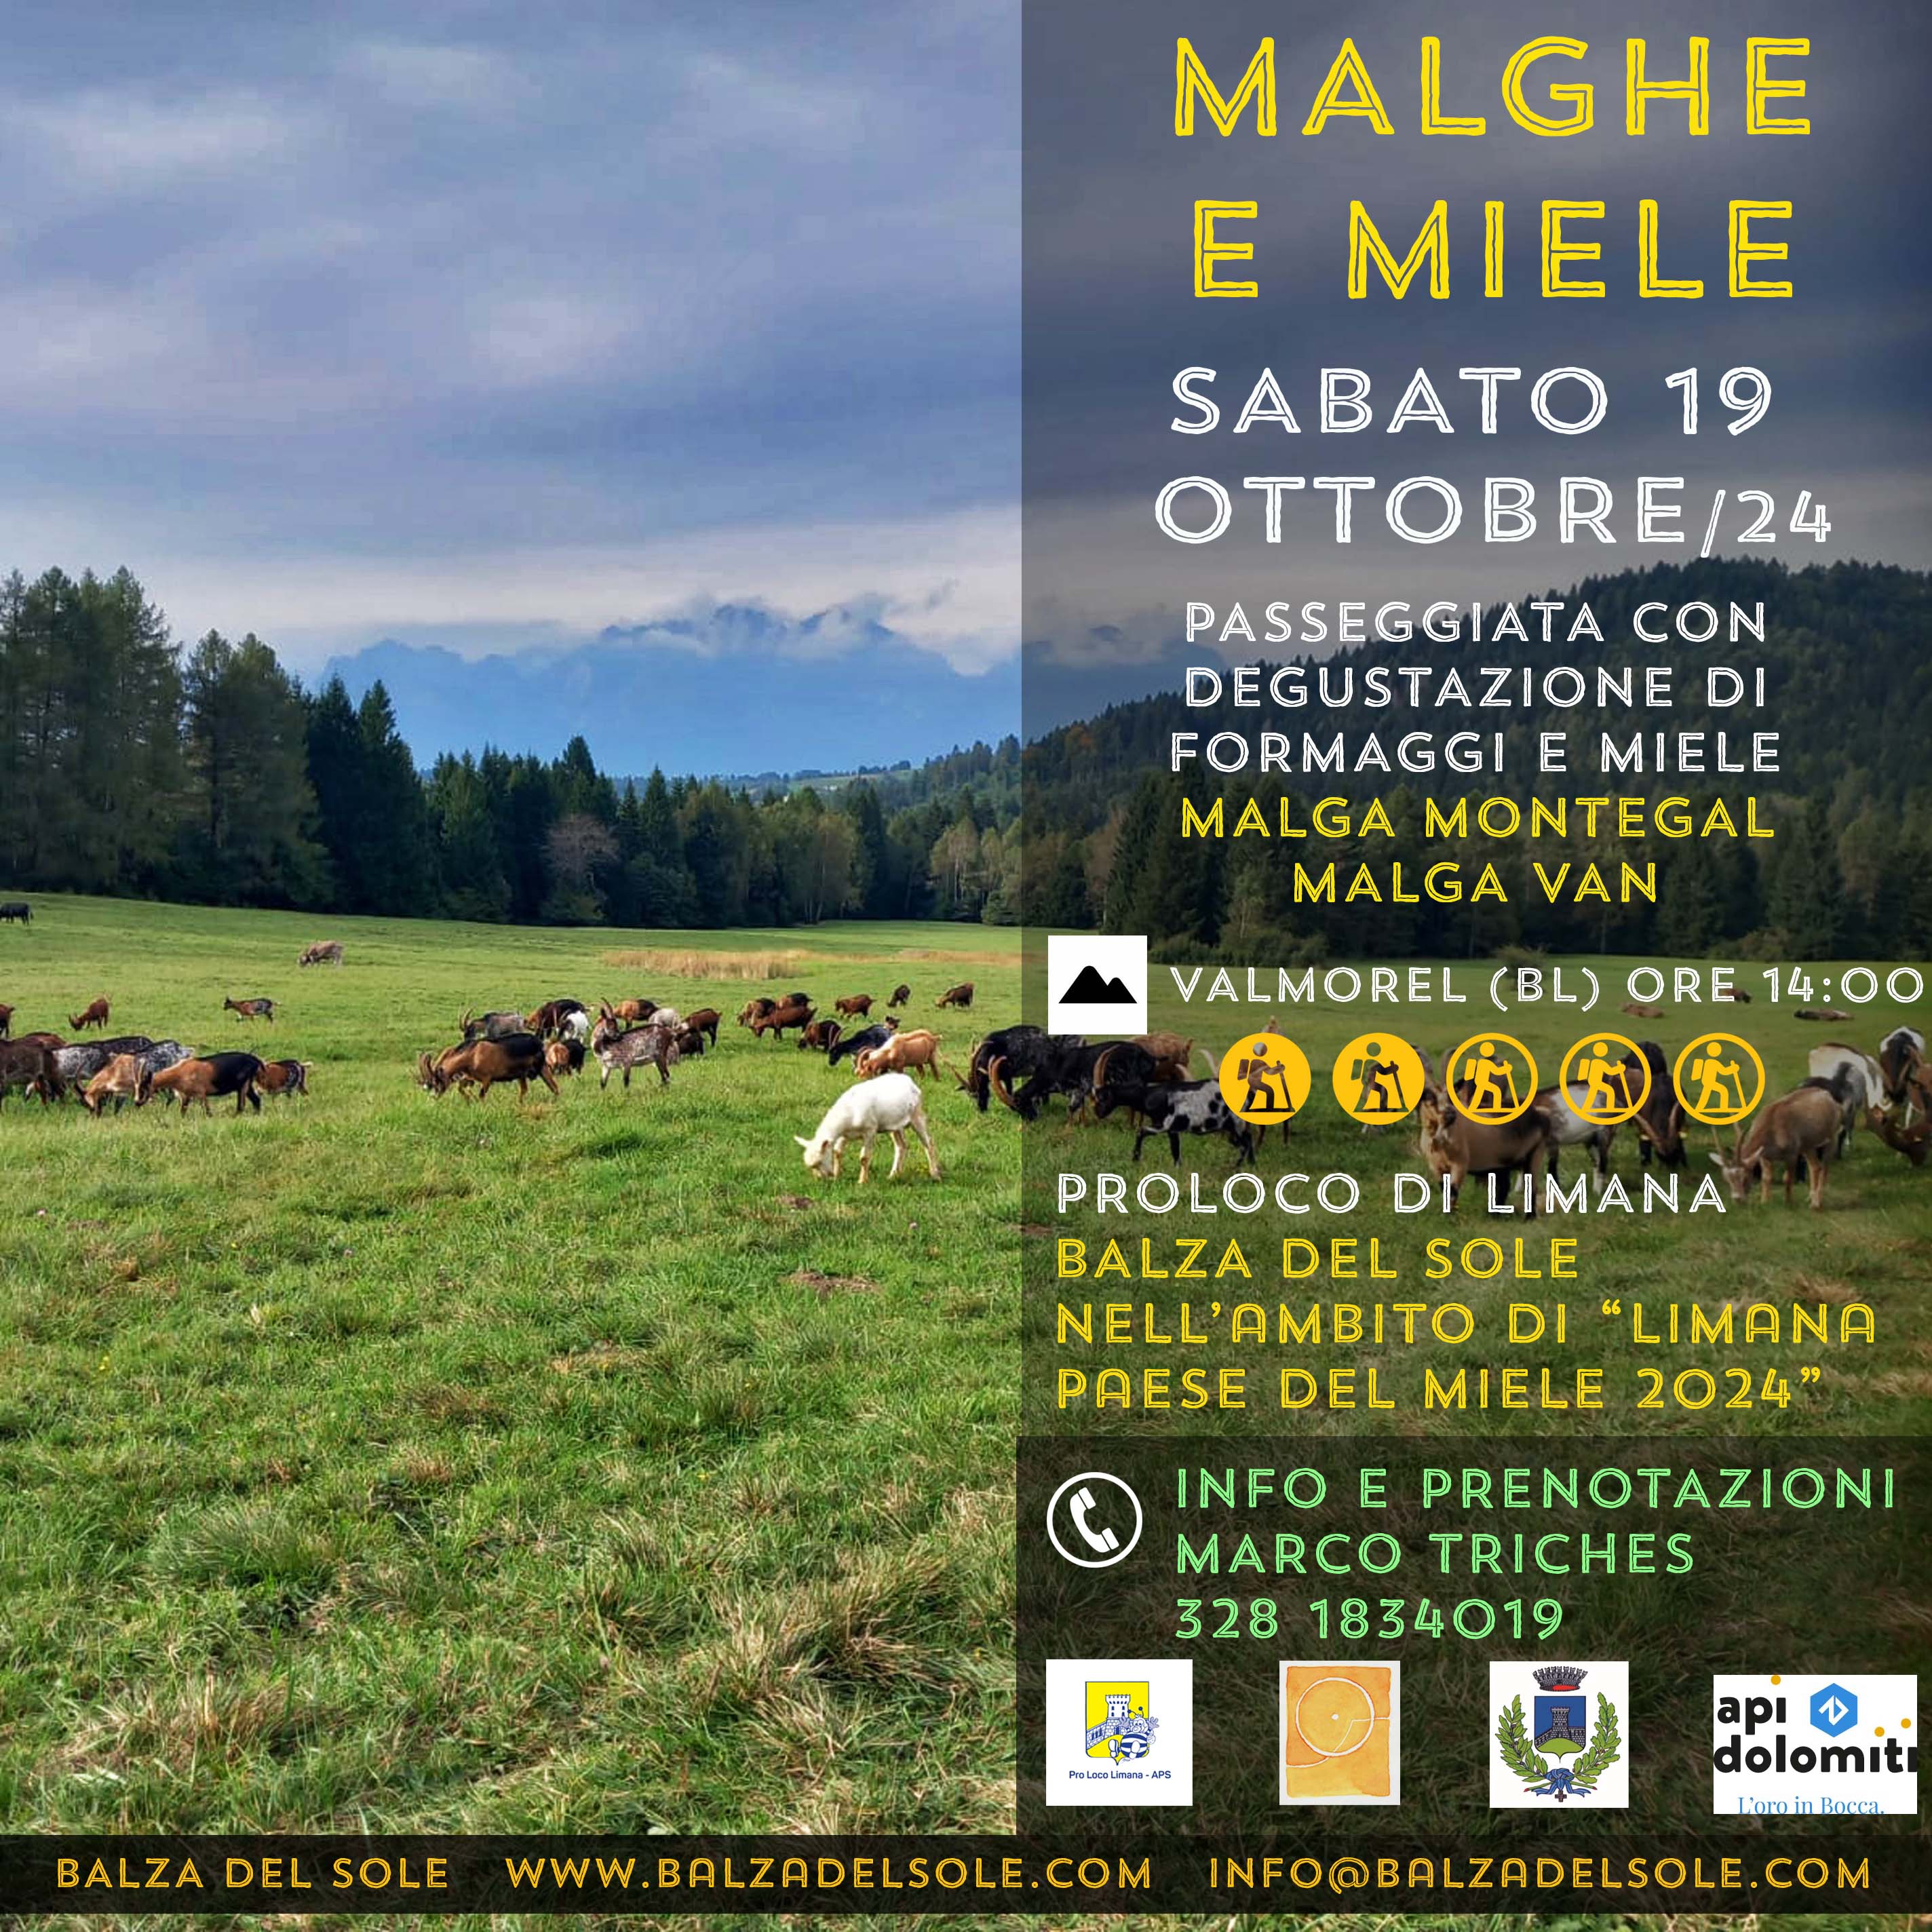 MALGHE
E MIELE
SABATO 19
OTTOBRE/24
PASSEGGIATA CON
DEGUSTAZIONE DI
FORMAGGI E MIELE
MALGA MONTEGAL
MALGA VAN
VALMOREL (BL) ORE 14:00
PROLOCO DI LIMANA
BALZA DEL SOLE
NELL'AMBITO DI "LIMANA
PAESE DEL MIELE 2024"
INFO E PRENOTAZIONI
MARCO TRICHES
328 1834019
Pro Loco Limana - APS
api
dolomiti
L'oro in Bocca.
BALZA DEL SOLE WWW.BALZADELSOLE.COM INFO@BALZADELSOLE.COM